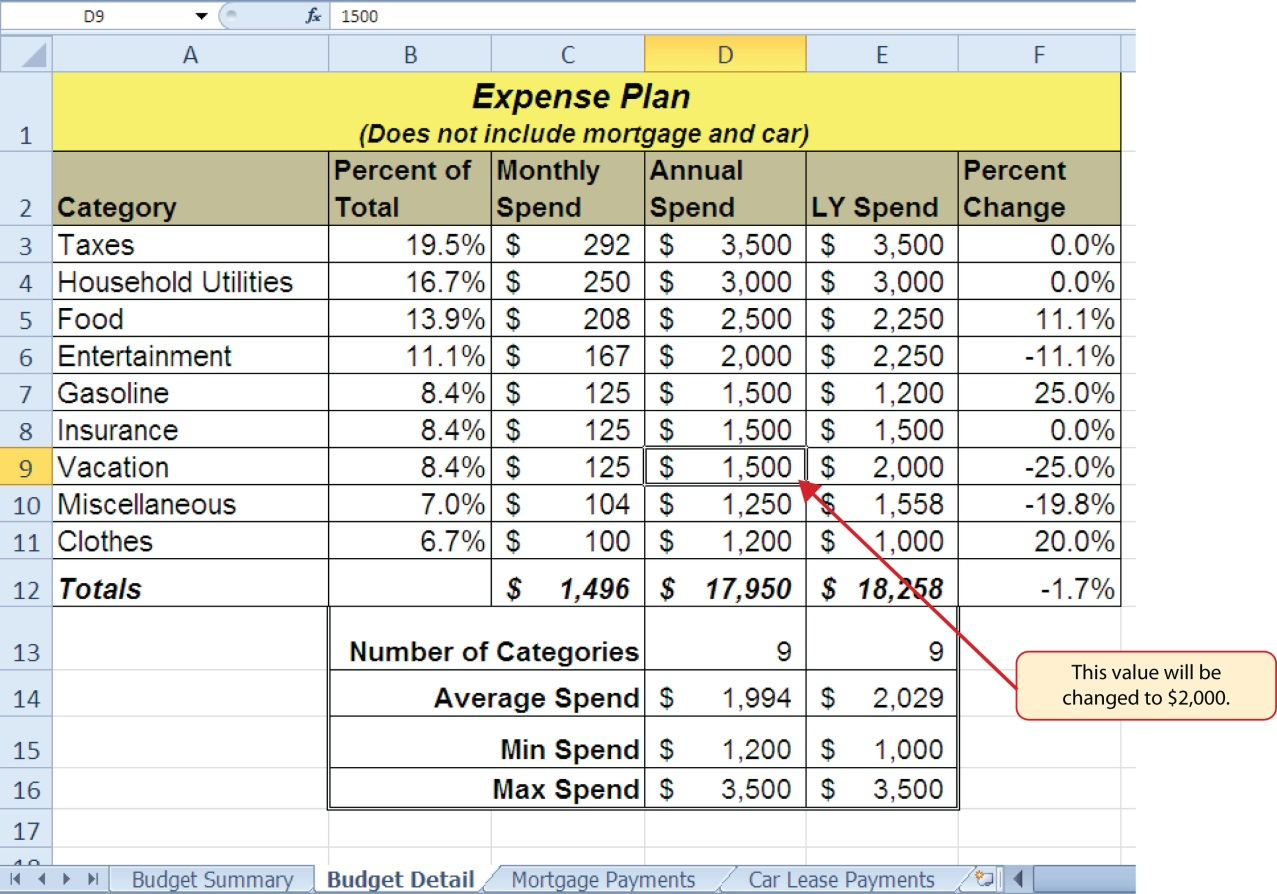 D9 fx 1500
A B C D E F
1 Expense Plan
(Does not include mortgage and car)
2 Category Percent of Total Monthly Spend Annual Spend LY Spend Percent Change
3 Taxes 19.5% $ 292 $ 3,500 $ 3,500 0.0%
4 Household Utilities 16.7% $ 250 $ 3,000 $ 3,000 0.0%
5 Food 13.9% $ 208 $ 2,500 $ 2,250 11.1%
6 Entertainment 11.1% $ 167 $ 2,000 $ 2,250 -11.1%
7 Gasoline 8.4% $ 125 $ 1,500 $ 1,200 25.0%
8 Insurance 8.4% $ 125 $ 1,500 $ 1,500 0.0%
9 Vacation 8.4% $ 125 $ 1,500 $ 2,000 -25.0%
10 Miscellaneous 7.0% $ 104 $ 1,250 $ 1,558 -19.8%
11 Clothes 6.7% $ 100 $ 1,200 $ 1,000 20.0%
12 Totals $ 1,496 $ 17,950 $ 18,258 -1.7%
13 Number of Categories 9 9
14 Average Spend $ 1,994 $ 2,029
15 Min Spend $ 1,200 $ 1,000
16 Max Spend $ 3,500 $ 3,500
17
This value will be
changed to $2,000.
Budget Summary Budget Detail Mortgage Payments Car Lease Payments